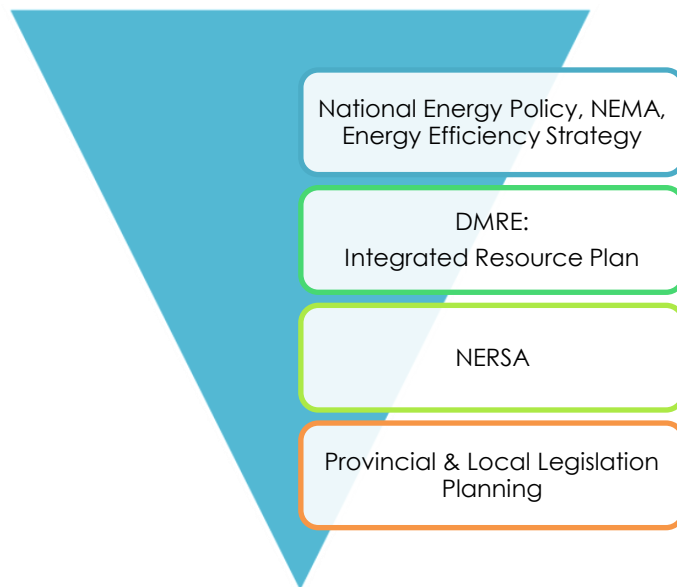 National Energy Policy, NEMA,
Energy Efficiency Strategy
DMRE:
Integrated Resource Plan
NERSA
Provincial & Local Legislation
Planning